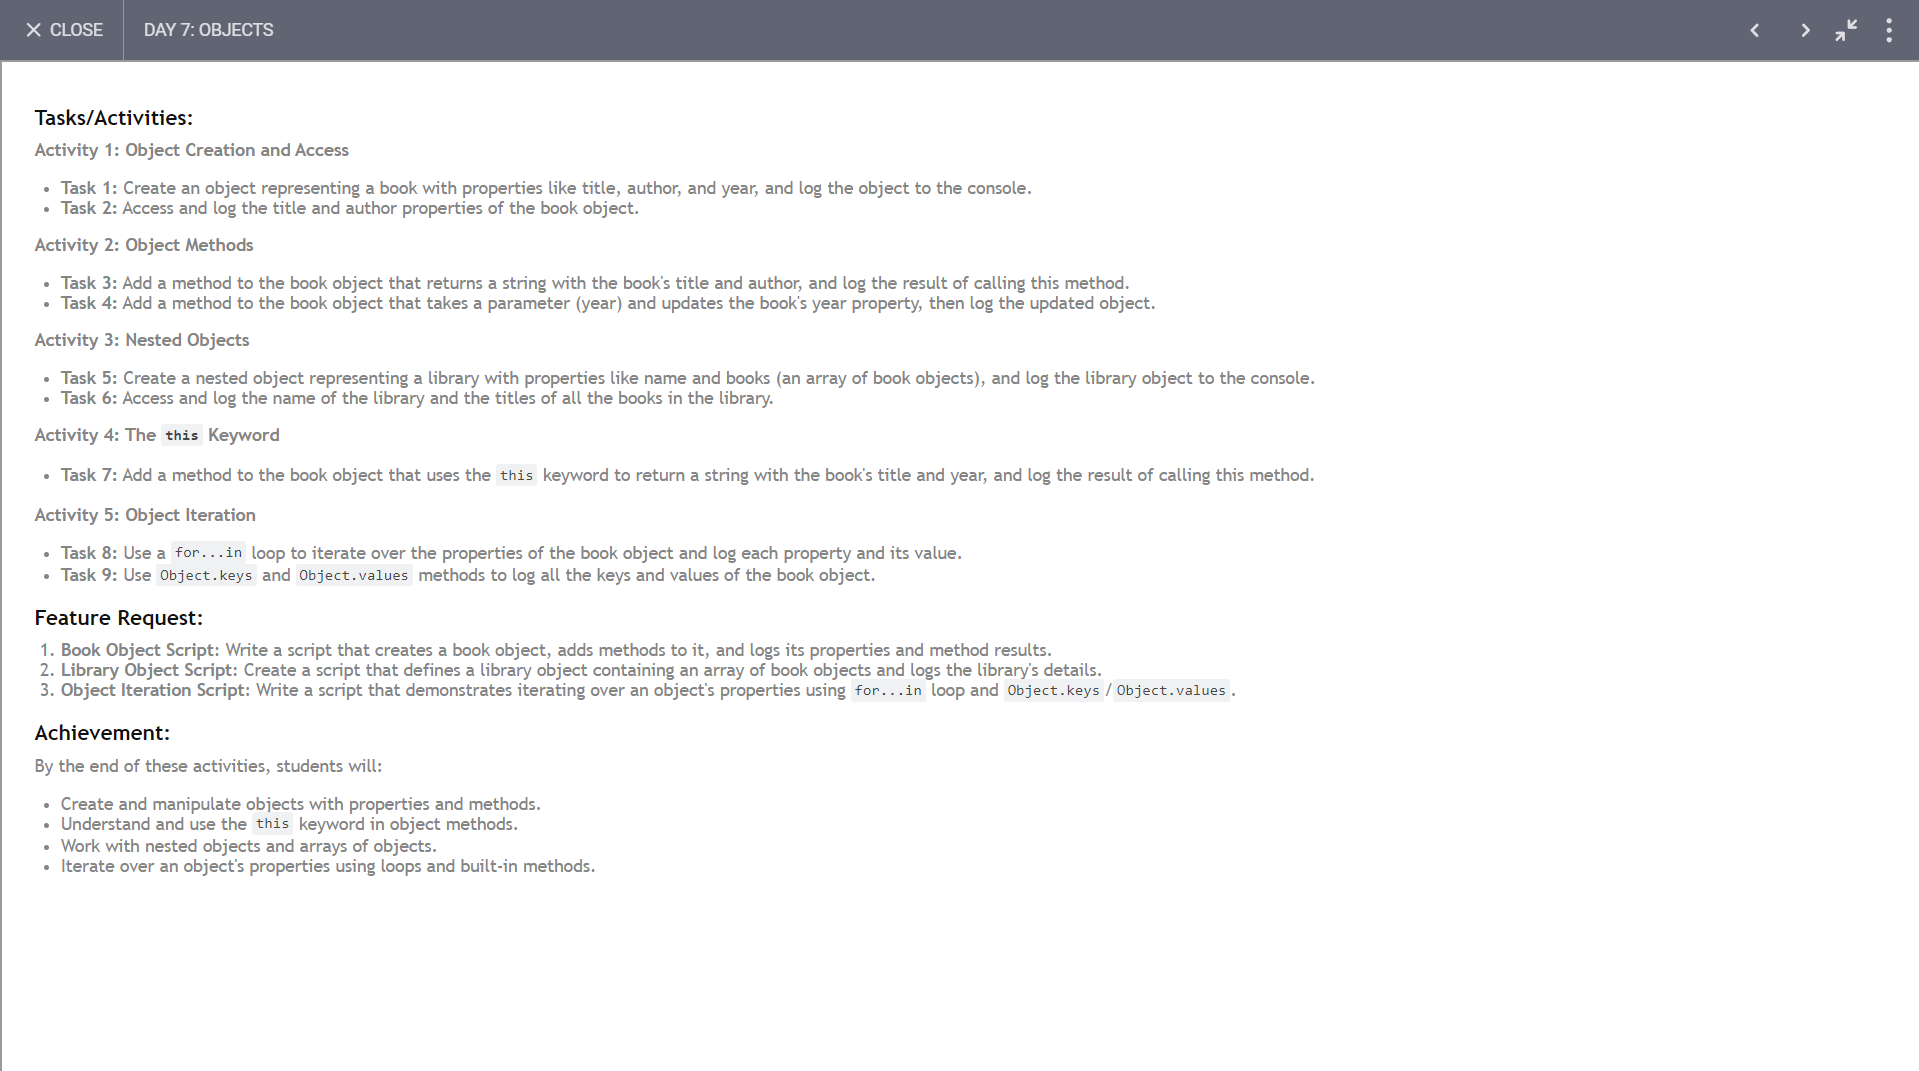 CLOSE
DAY 7: OBJECTS
Tasks/Activities:
Activity 1: Object Creation and Access
• Task 1: Create an object representing a book with properties like title, author, and year, and log the object to the console.
• Task 2: Access and log the title and author properties of the book object.
Activity 2: Object Methods
• Task 3: Add a method to the book object that returns a string with the book's title and author, and log the result of calling this method.
• Task 4: Add a method to the book object that takes a parameter (year) and updates the book's year property, then log the updated object.
Activity 3: Nested Objects
• Task 5: Create a nested object representing a library with properties like name and books (an array of book objects), and log the library object to the console.
• Task 6: Access and log the name of the library and the titles of all the books in the library.
Activity 4: The this Keyword
• Task 7: Add a method to the book object that uses the this keyword to return a string with the book's title and year, and log the result of calling this method.
Activity 5: Object Iteration
• Task 8: Use a for...in loop to iterate over the properties of the book object and log each property and its value.
• Task 9: Use Object.keys and Object.values methods to log all the keys and values of the book object.
Feature Request:
1. Book Object Script: Write a script that creates a book object, adds methods to it, and logs its properties and method results.
2. Library Object Script: Create a script that defines a library object containing an array of book objects and logs the library's details.
3. Object Iteration Script: Write a script that demonstrates iterating over an object's properties using for...in loop and Object.keys/Object.values.
Achievement:
By the end of these activities, students will:
• Create and manipulate objects with properties and methods.
• Understand and use the this keyword in object methods.
• Work with nested objects and arrays of objects.
• Iterate over an object's properties using loops and built-in methods.